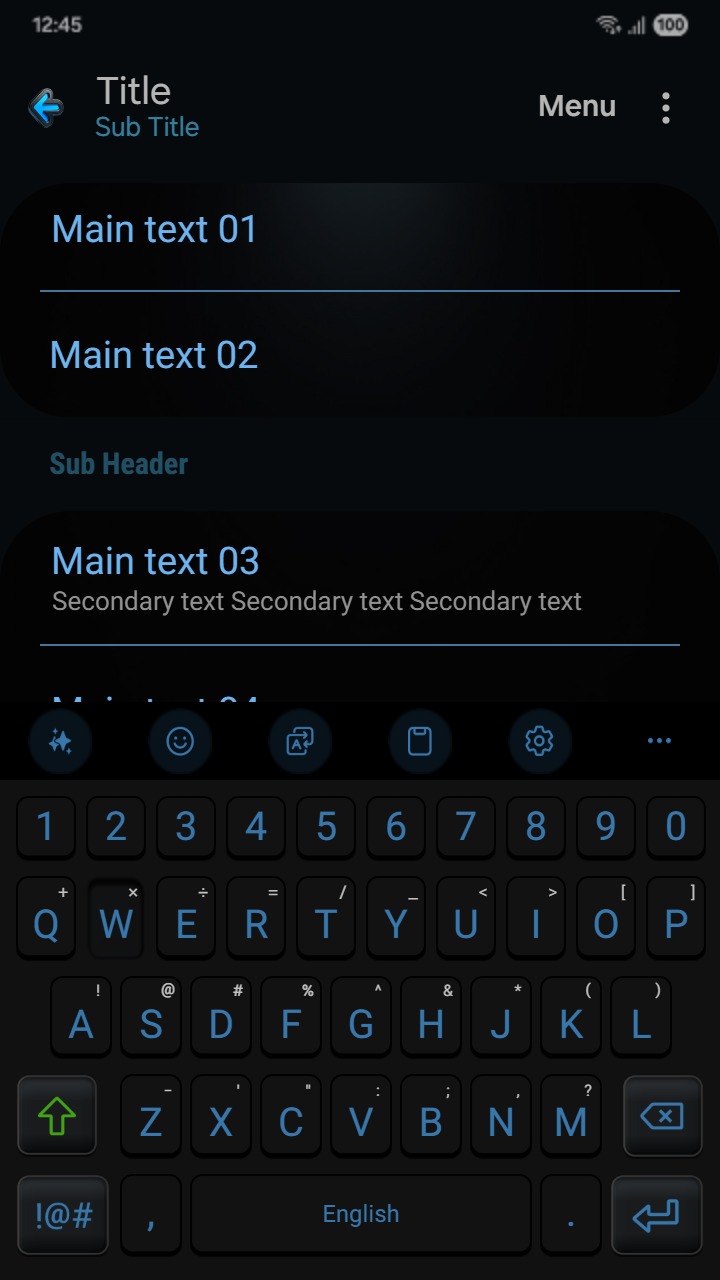 12:45
100
Title
Sub Title
Menu
Main text 01
Main text 02
Sub Header
Main text 03
Secondary text Secondary text Secondary text
1 2 3 4 5 6 7 8 9 0
+ × ÷ = / _ < > [ ]
Q W E R T Y U I O P
! @ # % ^ & * ( )
A S D F G H J K L
- ' " : ; , ?
Z X C V B N M
!@# , English .